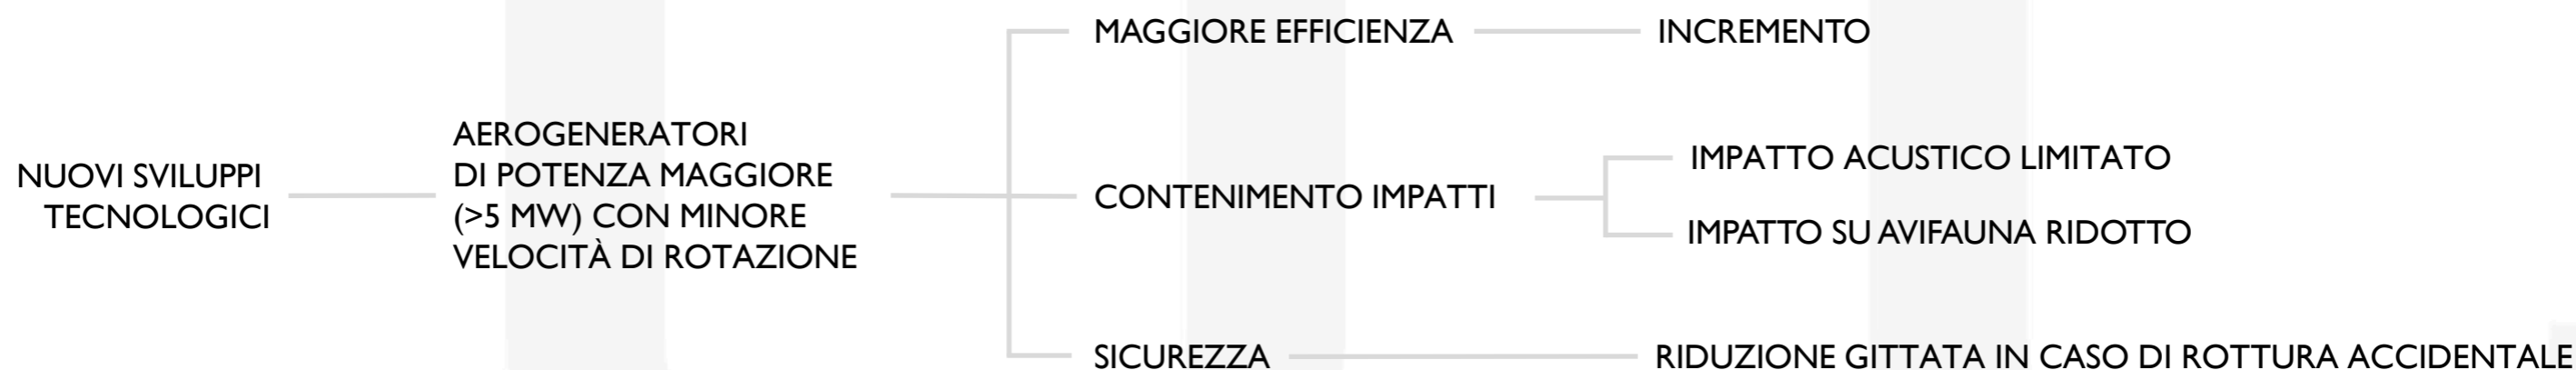 NUOVI SVILUPPI
TECNOLOGICI
AEROGENERATORI
DI POTENZA MAGGIORE
(>5 MW) CON MINORE
VELOCITÀ DI ROTAZIONE
MAGGIORE EFFICIENZA
INCREMENTO
CONTENIMENTO IMPATTI
IMPATTO ACUSTICO LIMITATO
IMPATTO SU AVIFAUNA RIDOTTO
SICUREZZA
RIDUZIONE GITTATA IN CASO DI ROTTURA ACCIDENTALE